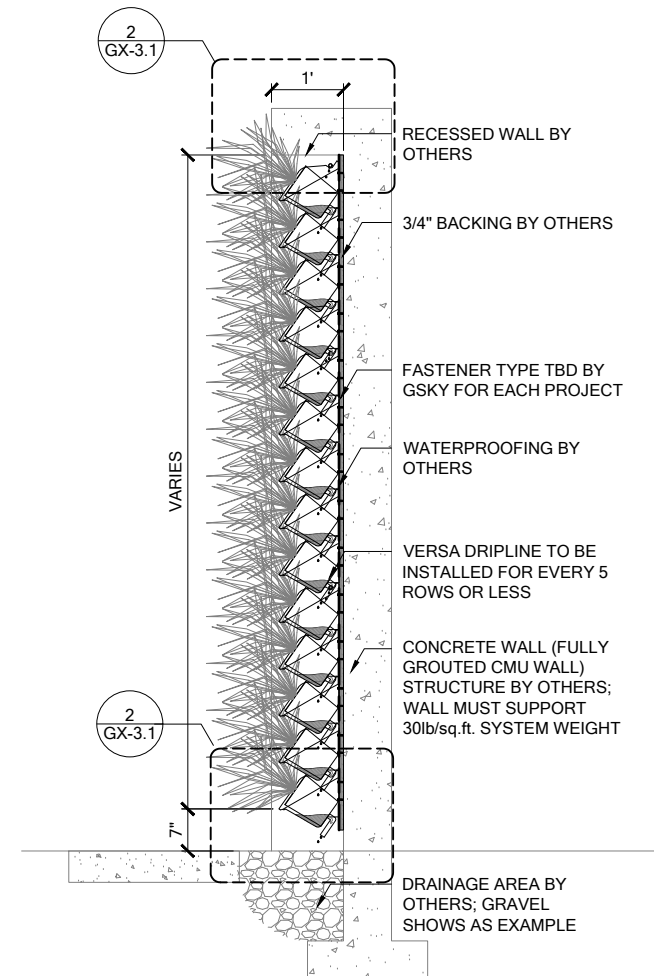 2
GX-3.1
1'
RECESSED WALL BY
OTHERS
3/4" BACKING BY OTHERS
FASTENER TYPE TBD BY
GSKY FOR EACH PROJECT
WATERPROOFING BY
OTHERS
VARIES
VERSA DRIPLINE TO BE
INSTALLED FOR EVERY 5
ROWS OR LESS
CONCRETE WALL (FULLY
GROUTED CMU WALL)
STRUCTURE BY OTHERS;
WALL MUST SUPPORT
30lb/sq.ft. SYSTEM WEIGHT
2
GX-3.1
7"
DRAINAGE AREA BY
OTHERS; GRAVEL
SHOWS AS EXAMPLE